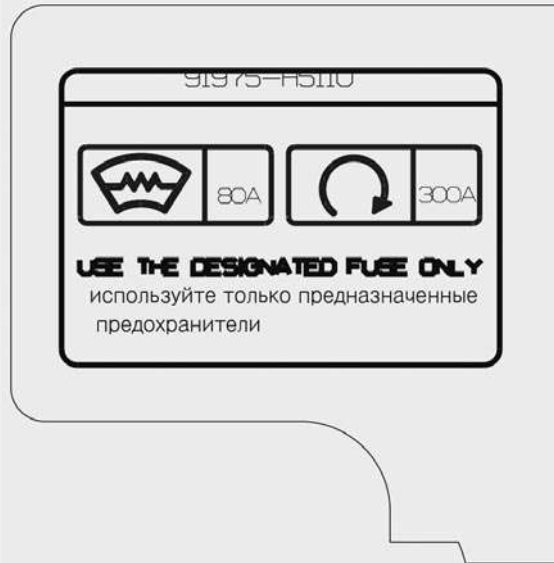 91975-H5110
80A 300A
USE THE DESIGNATED FUSE ONLY
используйте только предназначенные
предохранители